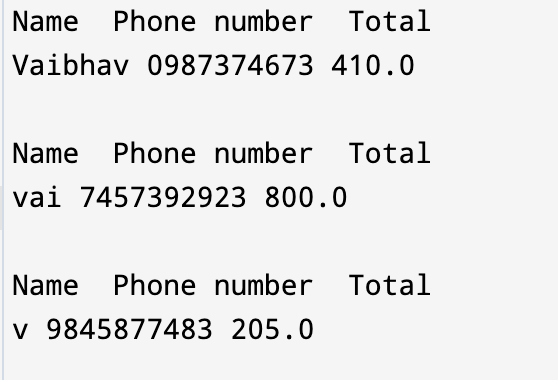 Name  Phone number  Total
Vaibhav 0987374673 410.0
Name  Phone number  Total
vai 7457392923 800.0
Name  Phone number  Total
v 9845877483 205.0